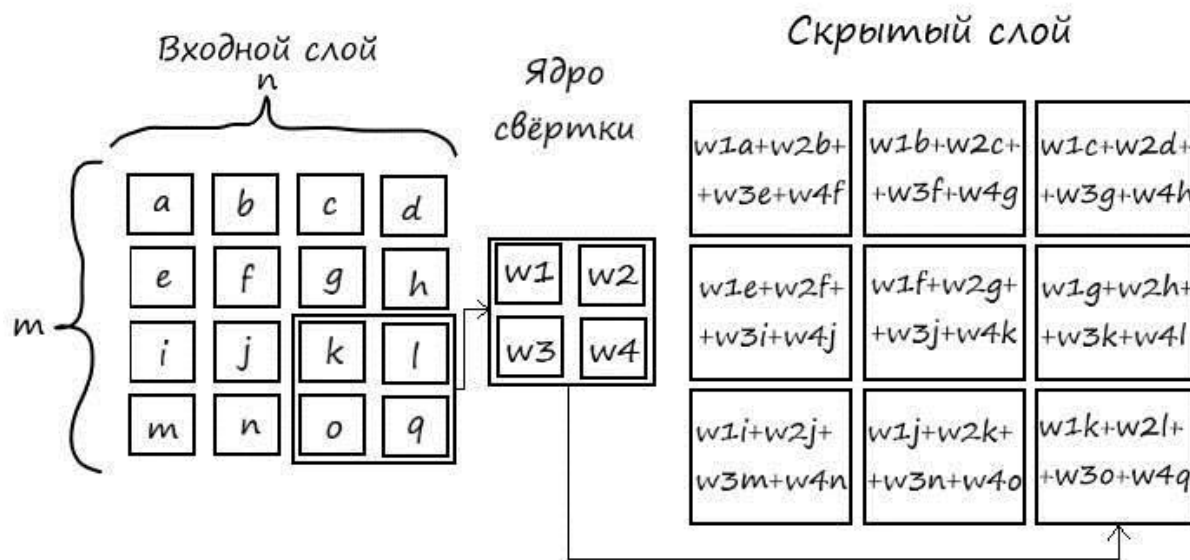 Скрытый слой
Входной слой
n
Ядро
свёртки
m
a b c d
e f g h
i j k l
m n o q
w1 w2
w3 w4
w1a+w2b+
+w3e+w4f
w1b+w2c+
+w3f+w4g
w1c+w2d+
+w3g+w4h
w1e+w2f+
+w3i+w4j
w1f+w2g+
+w3j+w4k
w1g+w2h+
+w3k+w4l
w1i+w2j+
w3m+w4n
w1j+w2k+
+w3n+w4o
w1k+w2l+
+w3o+w4q